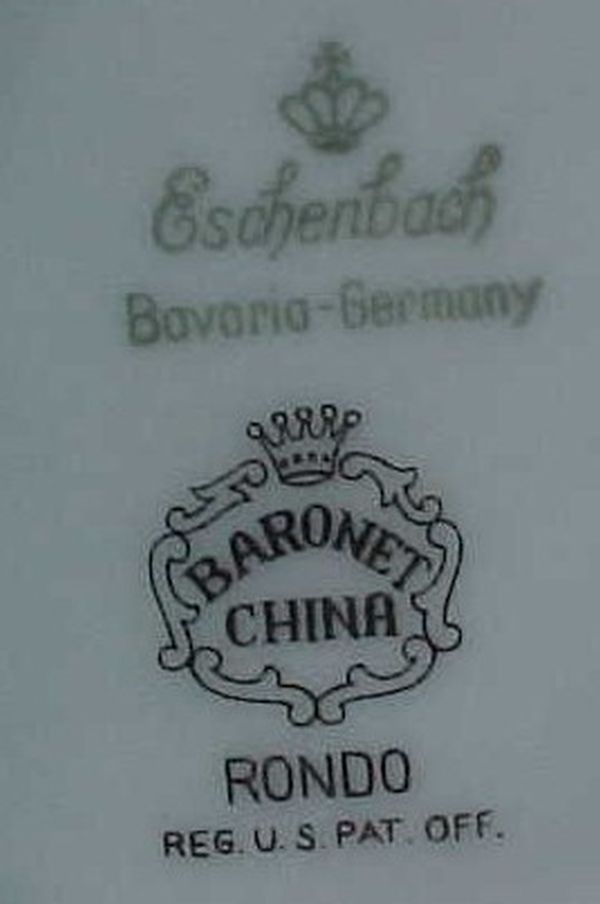 Eschenbach
Bavaria-Germany
BARONET
CHINA
RONDO
REG. U. S. PAT. OFF.